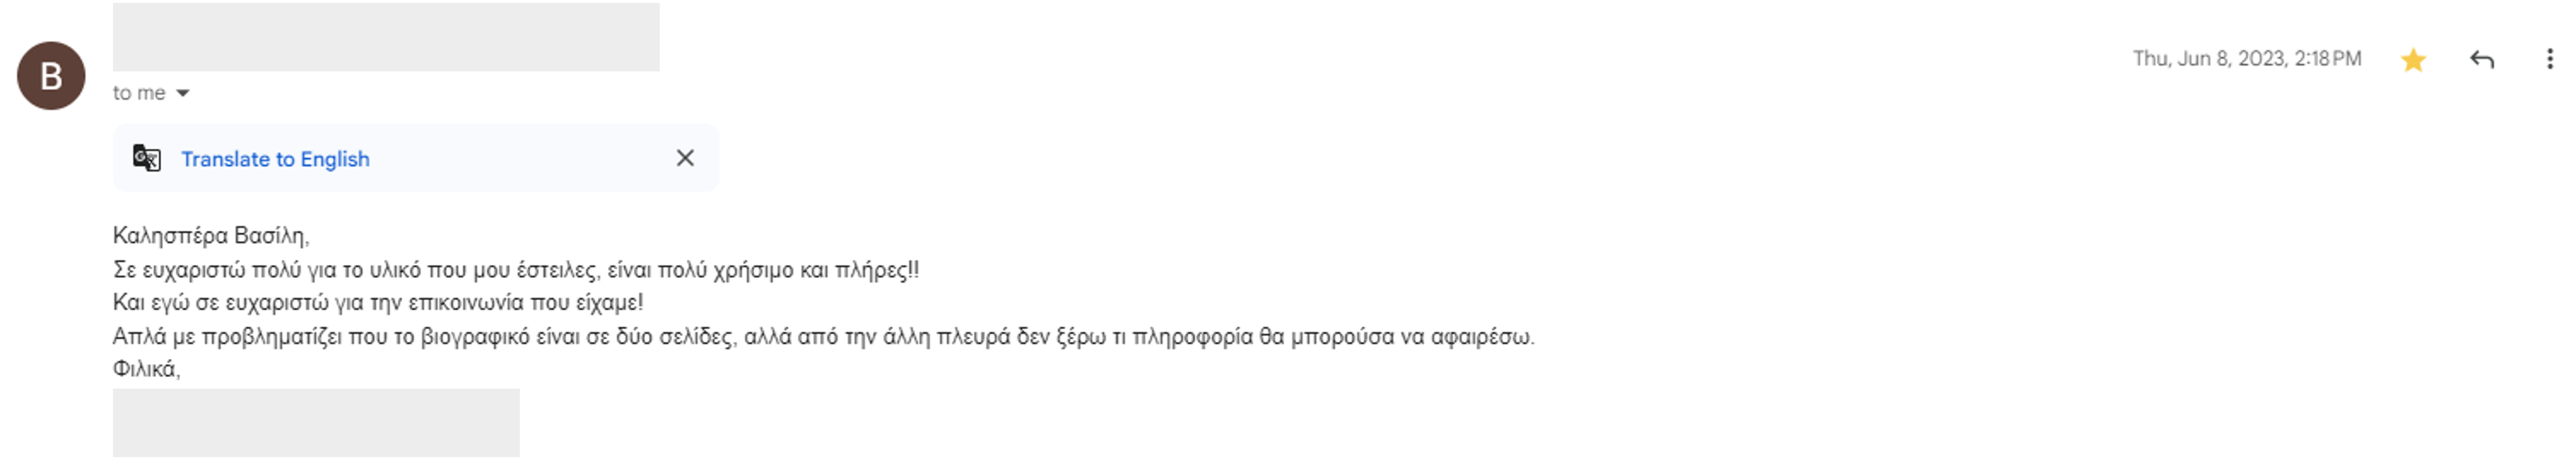 B
Thu, Jun 8, 2023, 2:18 PM
to me
Translate to English
Καλησπέρα Βασίλη,
Σε ευχαριστώ πολύ για το υλικό που μου έστειλες, είναι πολύ χρήσιμο και πλήρες!!
Και εγώ σε ευχαριστώ για την επικοινωνία που είχαμε!
Απλά με προβληματίζει που το βιογραφικό είναι σε δύο σελίδες, αλλά από την άλλη πλευρά δεν ξέρω τι πληροφορία θα μπορούσα να αφαιρέσω.
Φιλικά,